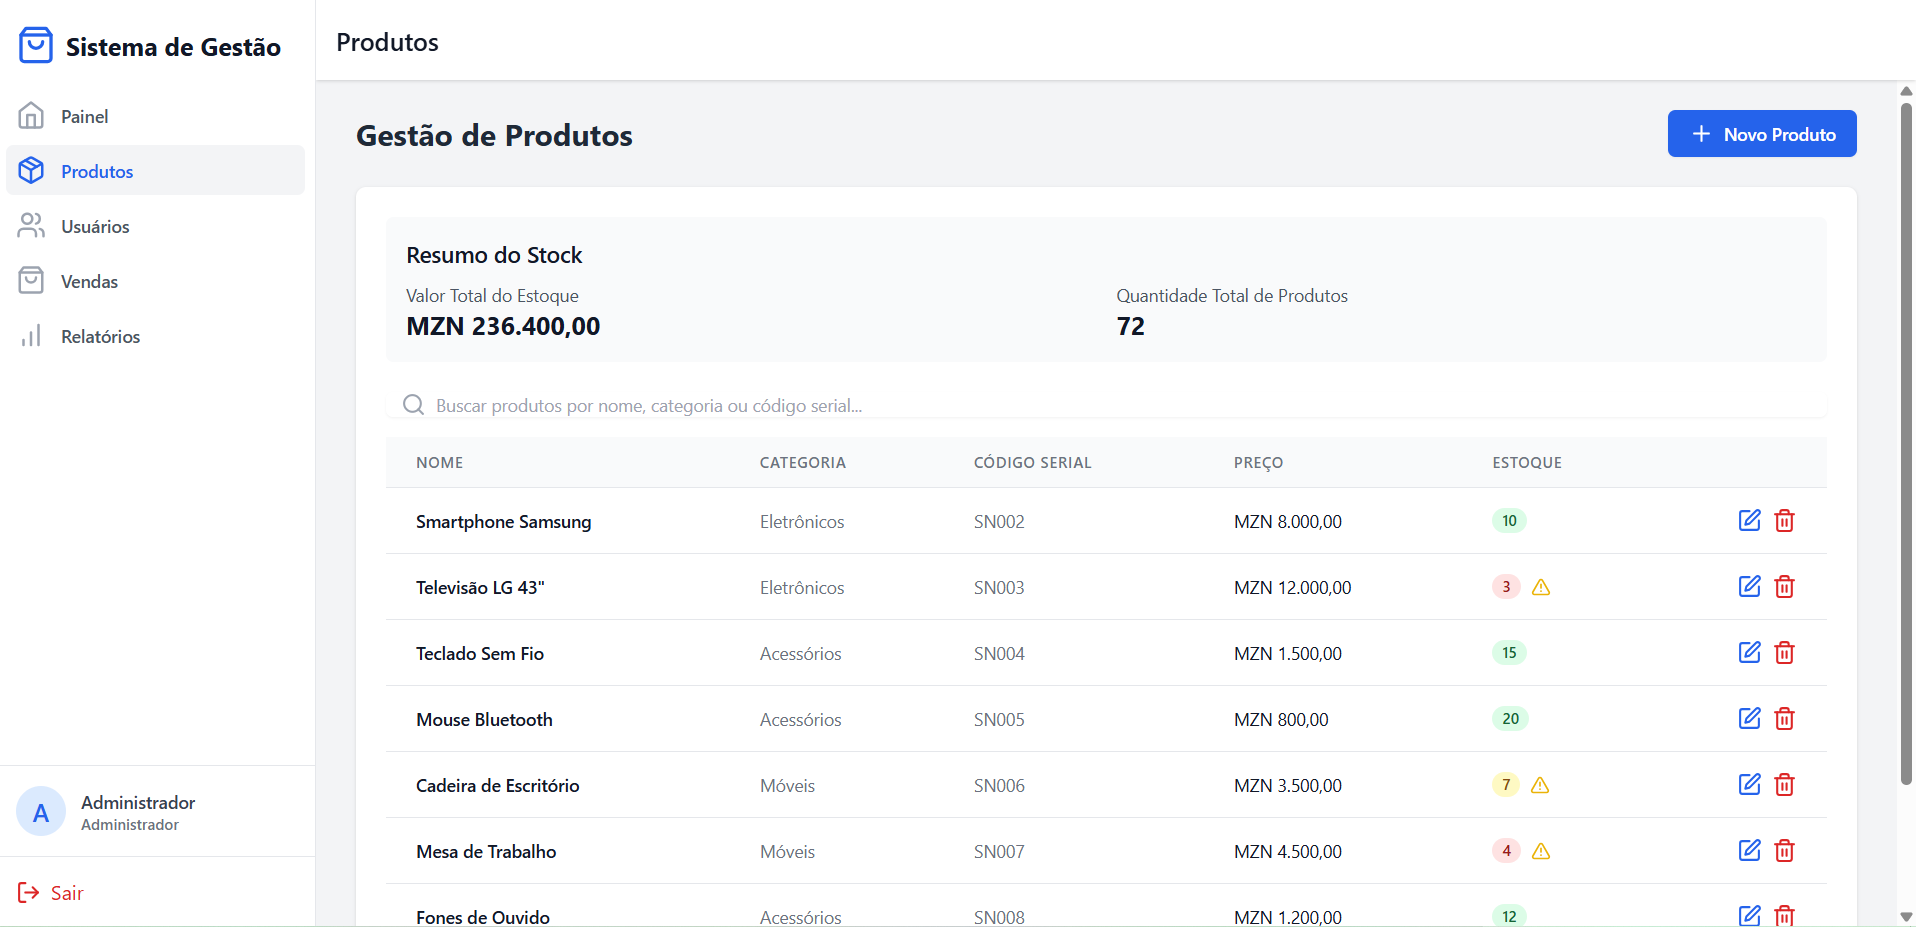 Sistema de Gestão
Painel
Produtos
Usuários
Vendas
Relatórios
A
Administrador
Administrador
Sair
Produtos
Gestão de Produtos
Novo Produto
Resumo do Stock
Valor Total do Estoque
MZN 236.400,00
Quantidade Total de Produtos
72
Buscar produtos por nome, categoria ou código serial...
NOME CATEGORIA CÓDIGO SERIAL PREÇO ESTOQUE
Smartphone Samsung Eletrônicos SN002 MZN 8.000,00 10
Televisão LG 43" Eletrônicos SN003 MZN 12.000,00 3
Teclado Sem Fio Acessórios SN004 MZN 1.500,00 15
Mouse Bluetooth Acessórios SN005 MZN 800,00 20
Cadeira de Escritório Móveis SN006 MZN 3.500,00 7
Mesa de Trabalho Móveis SN007 MZN 4.500,00 4
Fones de Ouvido Acessórios SN008 MZN 1.200,00 12